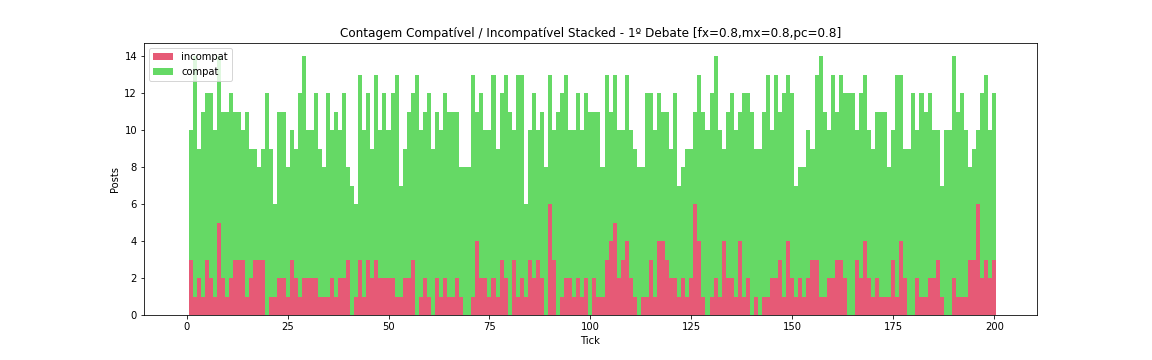 Contagem Compatível / Incompatível Stacked - 1º Debate [fx=0.8,mx=0.8,pc=0.8]
incompat
compat
14
12
10
8
6
4
2
0
Posts
0 25 50 75 100 125 150 175 200
Tick